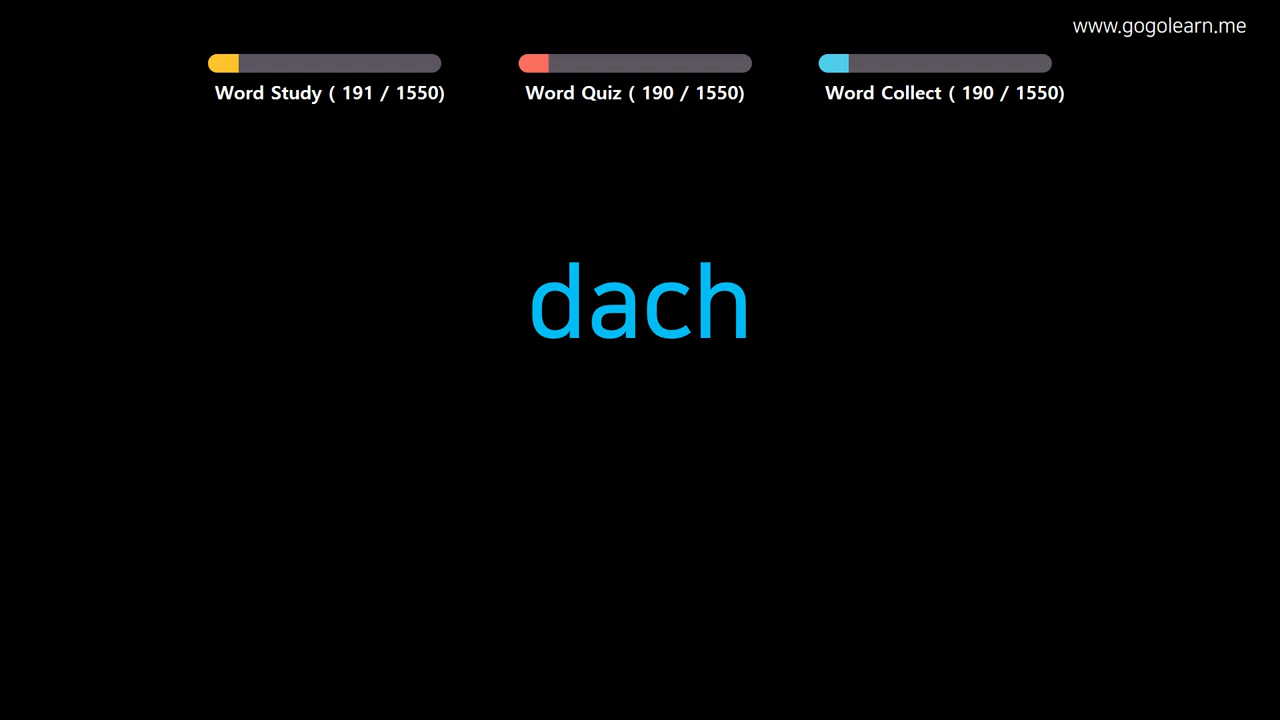 www.gogolearn.me
Word Study ( 191 / 1550)
Word Quiz ( 190 / 1550)
Word Collect ( 190 / 1550)
dach